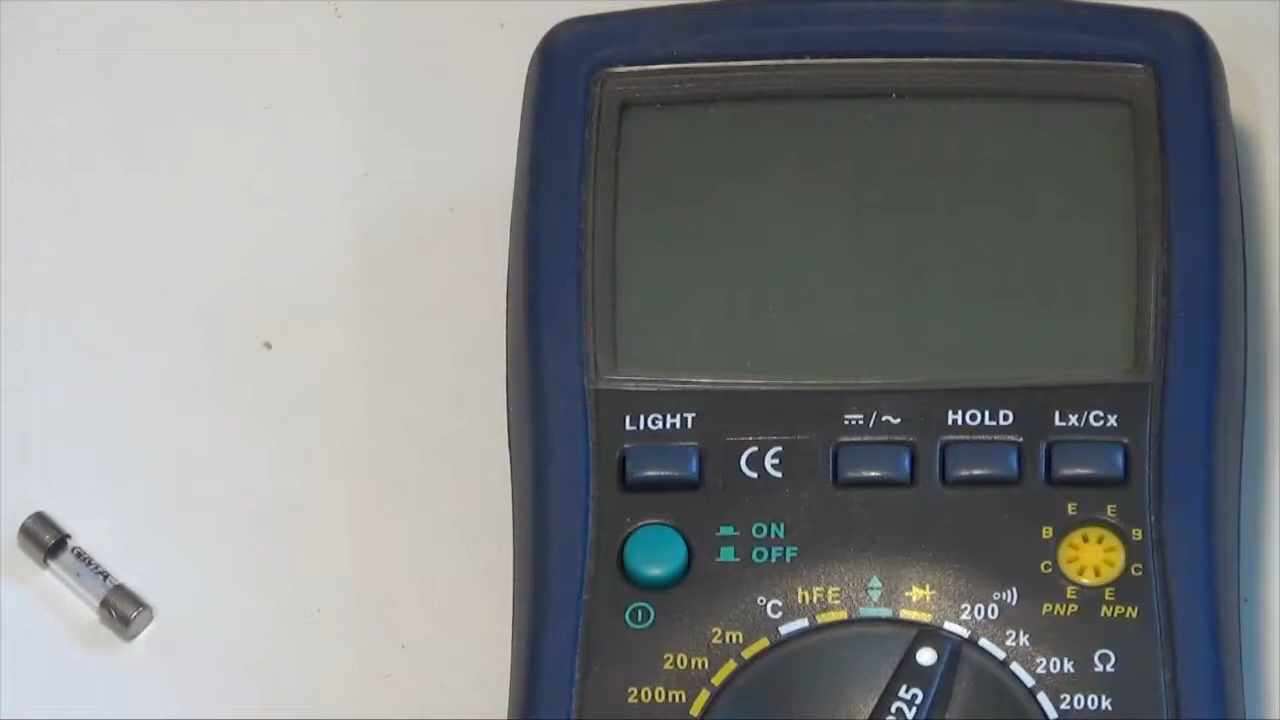 LIGHT
⎓/~
HOLD
Lx/Cx
CE
ON
OFF
E E
B B
C C
E E
PNP NPN
°C
hFE
200
2m
2k
20m
20k Ω
200m
200k